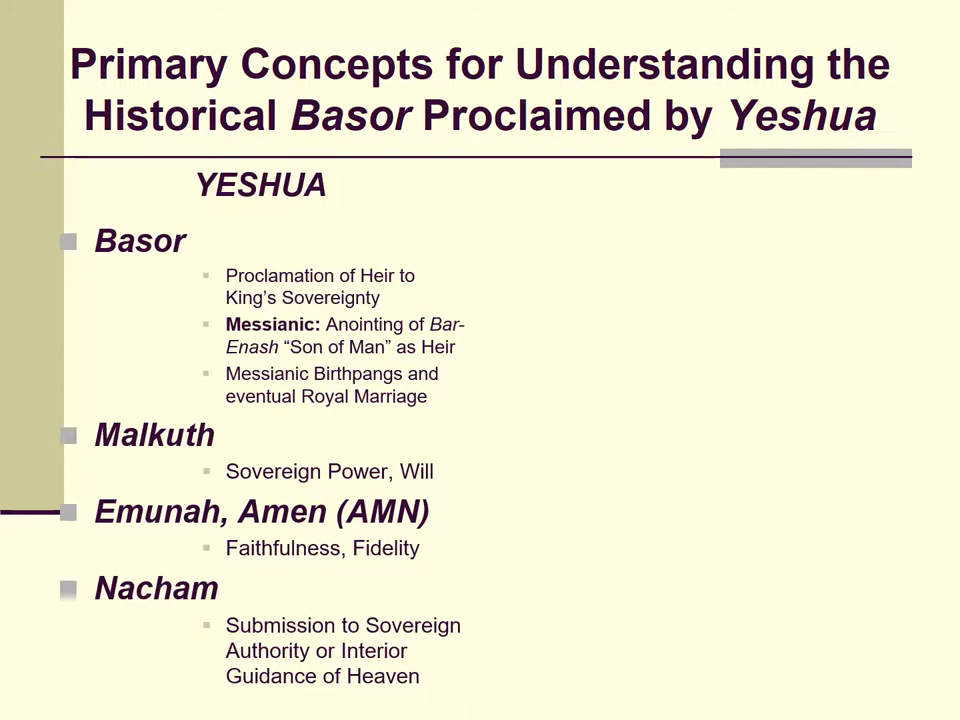 Primary Concepts for Understanding the
Historical Basor Proclaimed by Yeshua
YESHUA
Basor
Proclamation of Heir to
King’s Sovereignty
Messianic: Anointing of Bar-
Enash “Son of Man” as Heir
Messianic Birthpangs and
eventual Royal Marriage
Malkuth
Sovereign Power, Will
Emunah, Amen (AMN)
Faithfulness, Fidelity
Nacham
Submission to Sovereign
Authority or Interior
Guidance of Heaven